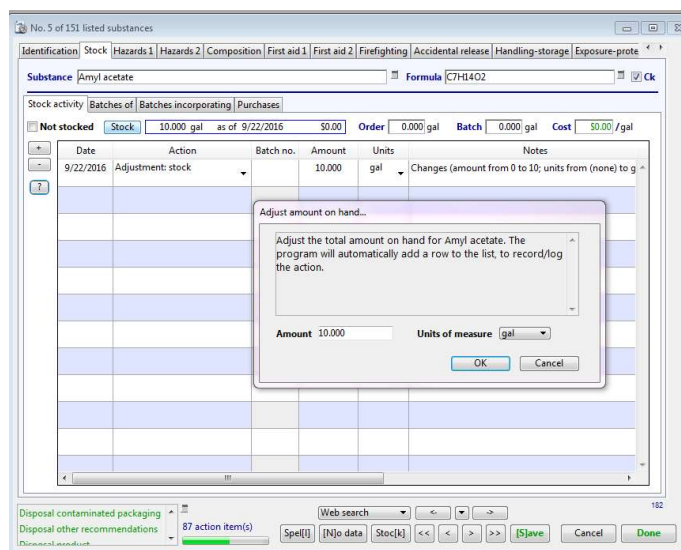 No. 5 of 151 listed substances
Identification Stock Hazards 1 Hazards 2 Composition First aid 1 First aid 2 Firefighting Accidental release Handling-storage Exposure-prote
Substance Amyl acetate Formula C7H14O2 Ck
Stock activity Batches of Batches incorporating Purchases
Not stocked Stock 10.000 gal as of 9/22/2016 $0.00 Order 0.000 gal Batch 0.000 gal Cost $0.00 /gal
+ Date Action Batch no. Amount Units Notes
- 9/22/2016 Adjustment: stock 10.000 gal Changes (amount from 0 to 10; units from (none) to g
?
Adjust amount on hand...
Adjust the total amount on hand for Amyl acetate. The
program will automatically add a row to the list, to record/log
the action.
Amount 10.000 Units of measure gal
OK Cancel
182
Disposal contaminated packaging Web search <- ->
Disposal other recommendations 87 action item(s) Spel[l] [N]o data Stoc[k] << < > >> [S]ave Cancel Done
Disposal product